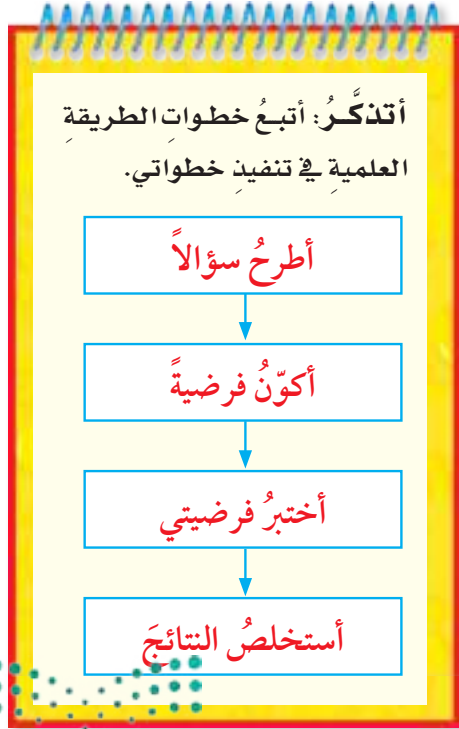 أتذكَّرُ: أتبعُ خطواتِ الطريقةِ
العلميةِ في تنفيذِ خطواتي.
أطرحُ سؤالاً
أكوّنُ فرضيةً
أختبرُ فرضيتي
أستخلصُ النتائجَ